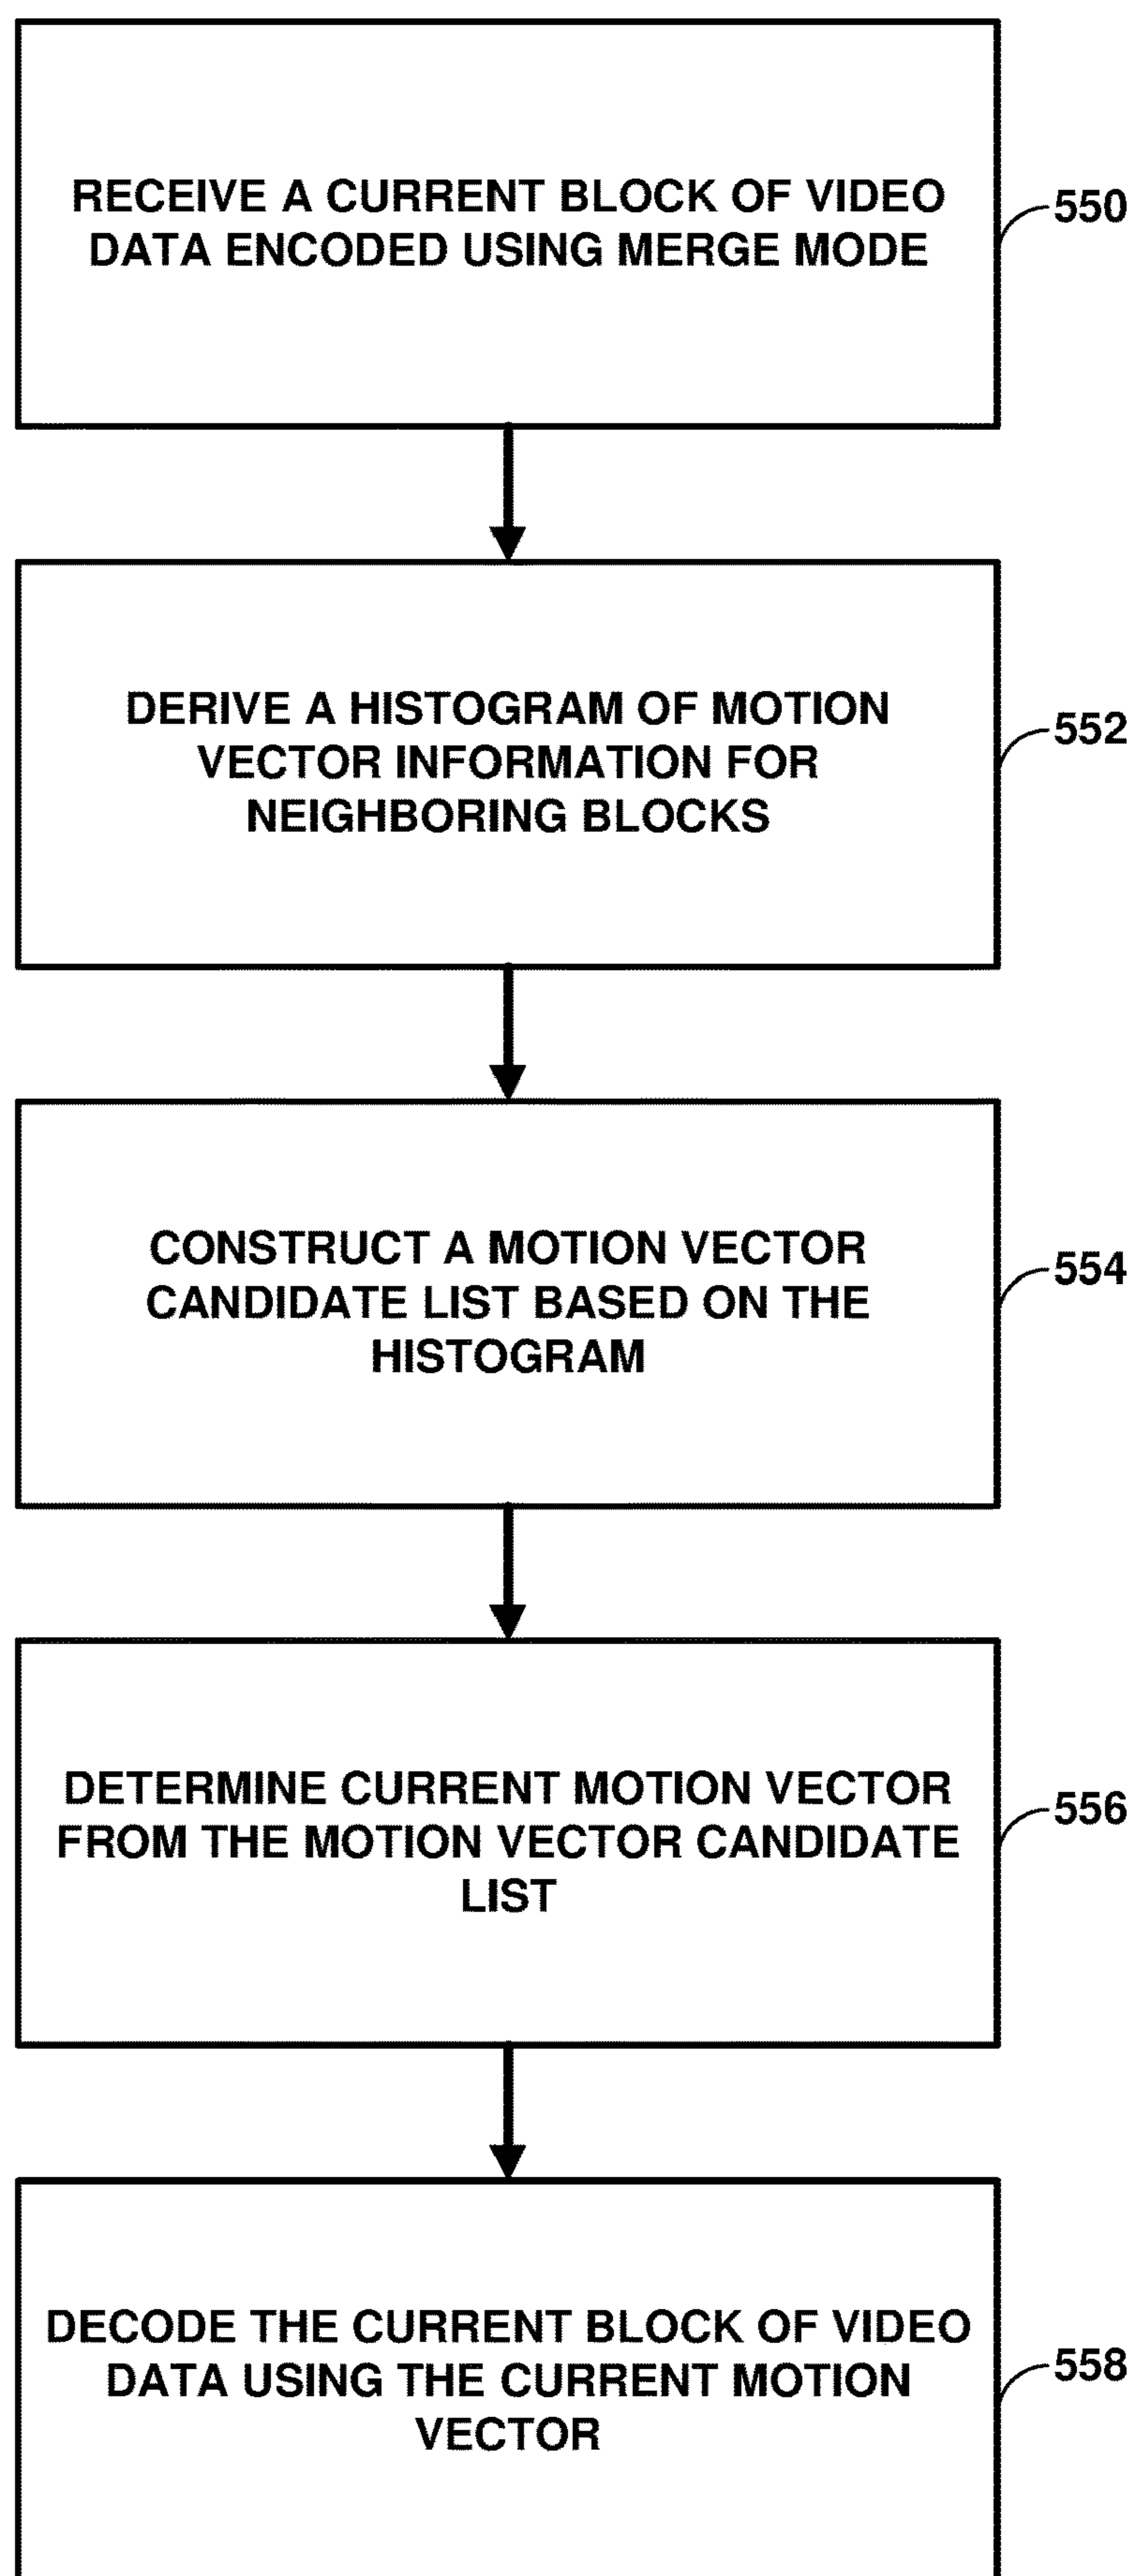 RECEIVE A CURRENT BLOCK OF VIDEO
DATA ENCODED USING MERGE MODE
550
DERIVE A HISTOGRAM OF MOTION
VECTOR INFORMATION FOR
NEIGHBORING BLOCKS
552
CONSTRUCT A MOTION VECTOR
CANDIDATE LIST BASED ON THE
HISTOGRAM
554
DETERMINE CURRENT MOTION VECTOR
FROM THE MOTION VECTOR CANDIDATE
LIST
556
DECODE THE CURRENT BLOCK OF VIDEO
DATA USING THE CURRENT MOTION
VECTOR
558